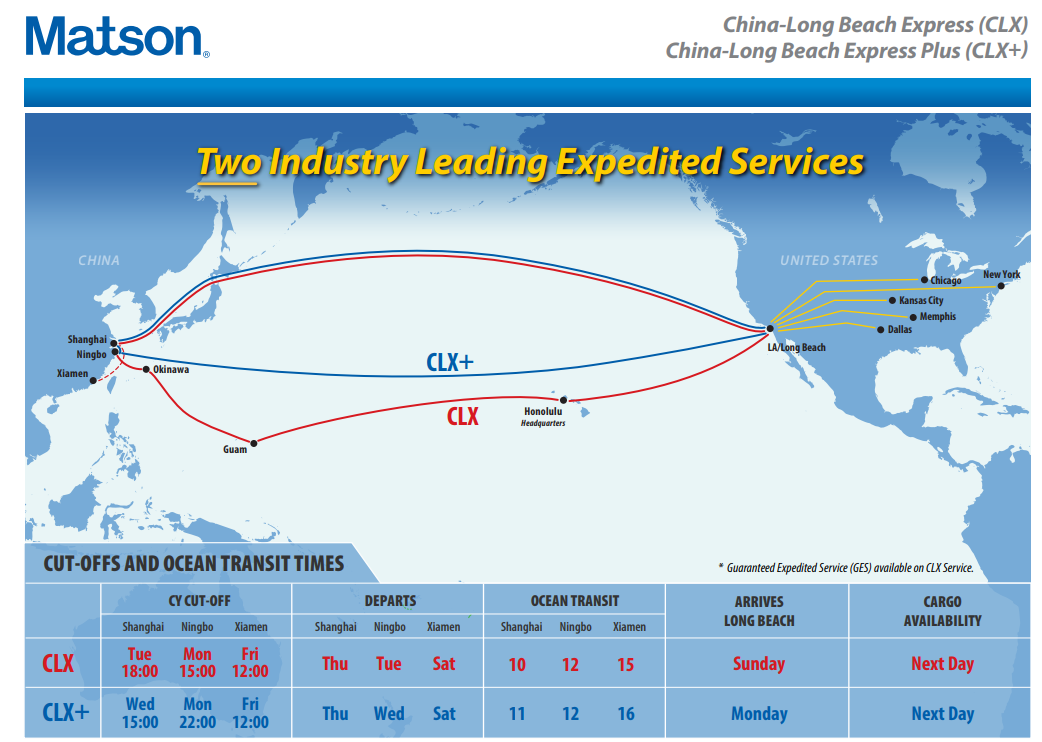 Matson®
China-Long Beach Express (CLX)
China-Long Beach Express Plus (CLX+)
Two Industry Leading Expedited Services
CHINA
UNITED STATES
Chicago
New York
Kansas City
Memphis
Dallas
LA/Long Beach
Shanghai
Ningbo
Xiamen
Okinawa
CLX+
CLX
Honolulu
Headquarters
Guam
CUT-OFFS AND OCEAN TRANSIT TIMES
* Guaranteed Expedited Service (GES) available on CLX Service.
CY CUT-OFF DEPARTS OCEAN TRANSIT ARRIVES LONG BEACH CARGO AVAILABILITY
Shanghai Ningbo Xiamen Shanghai Ningbo Xiamen Shanghai Ningbo Xiamen
CLX Tue 18:00 Mon 15:00 Fri 12:00 Thu Tue Sat 10 12 15 Sunday Next Day
CLX+ Wed 15:00 Mon 22:00 Fri 12:00 Thu Wed Sat 11 12 16 Monday Next Day